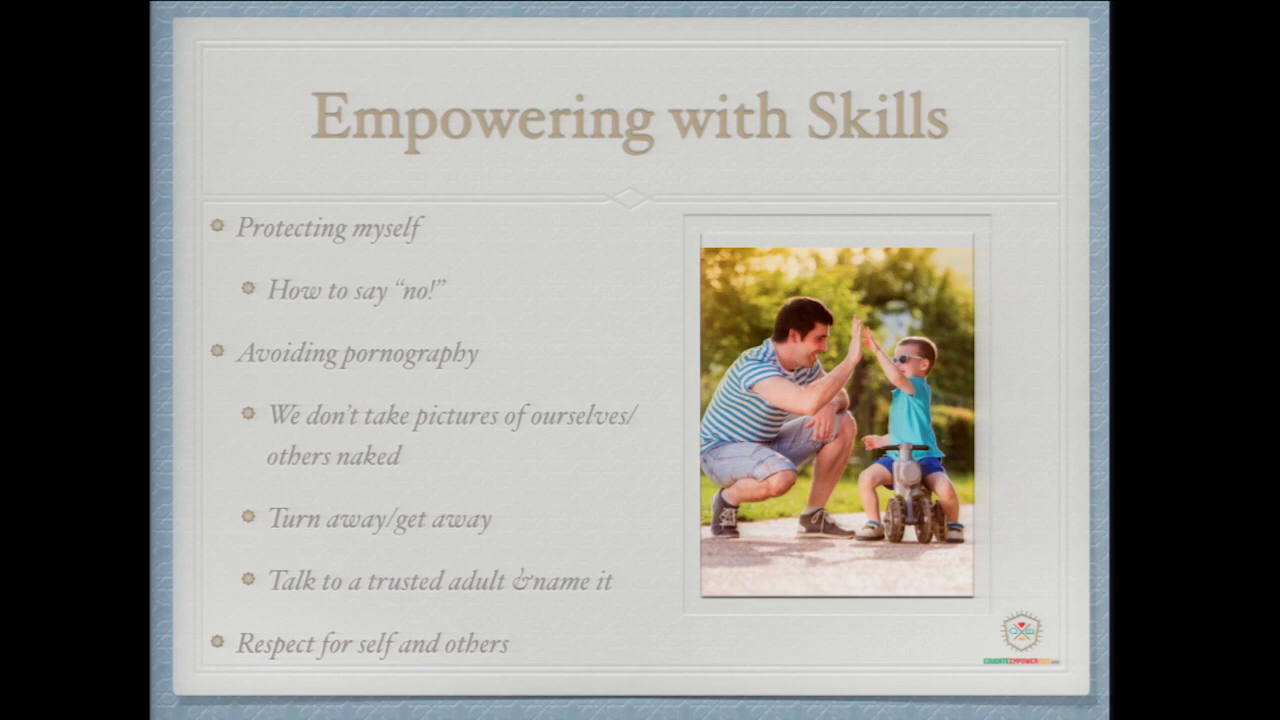 Empowering with Skills
Protecting myself
How to say “no!”
Avoiding pornography
We don’t take pictures of ourselves/
others naked
Turn away/get away
Talk to a trusted adult &name it
Respect for self and others
EDUCATEEMPOWERKIDS